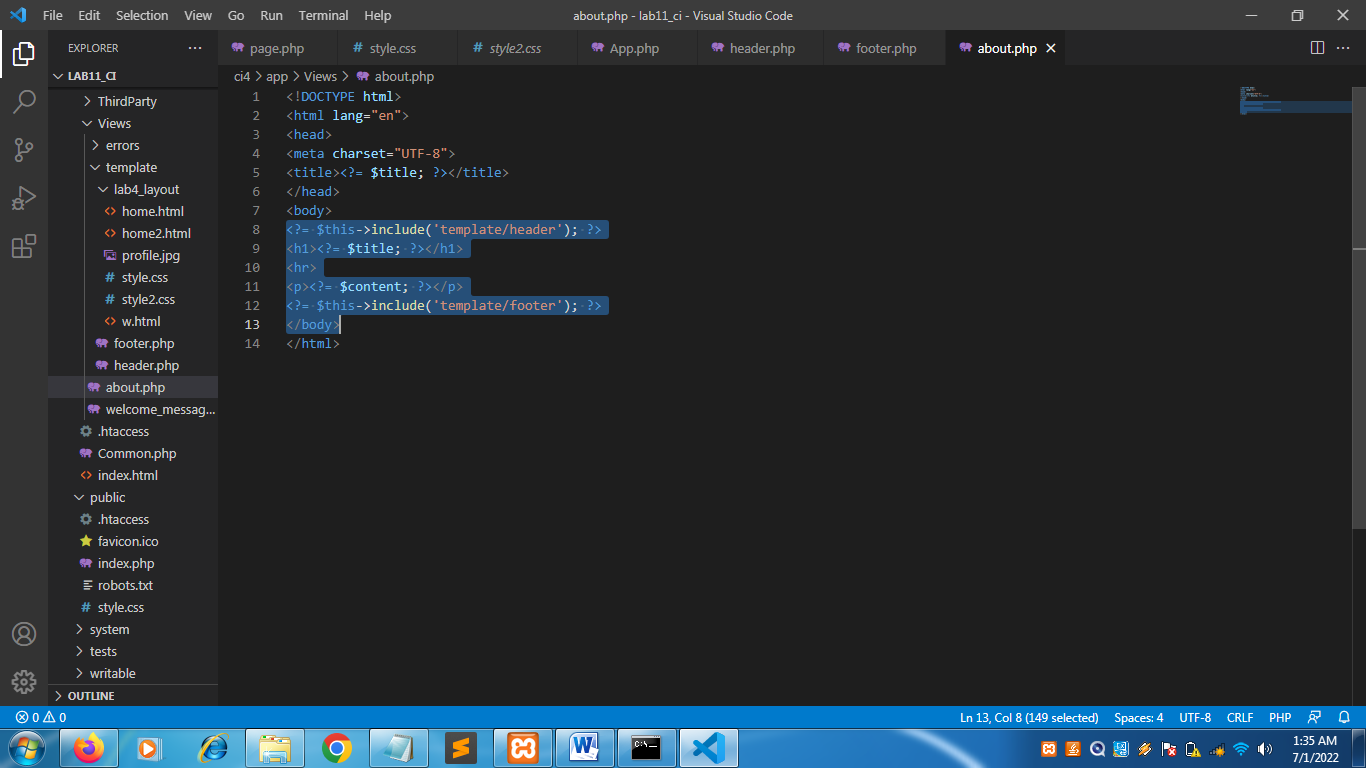 File Edit Selection View Go Run Terminal Help about.php - lab11_ci - Visual Studio Code
EXPLORER ···
page.php style.css style2.css App.php header.php footer.php about.php
LAB11_CI
ci4 > app > Views > about.php
ThirdParty
Views
errors
template
lab4_layout
home.html
home2.html
profile.jpg
style.css
style2.css
w.html
footer.php
header.php
about.php
welcome_messag...
.htaccess
Common.php
index.html
public
.htaccess
favicon.ico
index.php
robots.txt
style.css
system
tests
writable
OUTLINE
1 <!DOCTYPE html>
2 <html lang="en">
3 <head>
4 <meta charset="UTF-8">
5 <title><?= $title; ?></title>
6 </head>
7 <body>
8 <?= $this->include('template/header'); ?>
9 <h1><?= $title; ?></h1>
10 <hr>
11 <p><?= $content; ?></p>
12 <?= $this->include('template/footer'); ?>
13 </body>
14 </html>
0 0 Ln 13, Col 8 (149 selected) Spaces: 4 UTF-8 CRLF PHP
C:\_
1:35 AM
7/1/2022